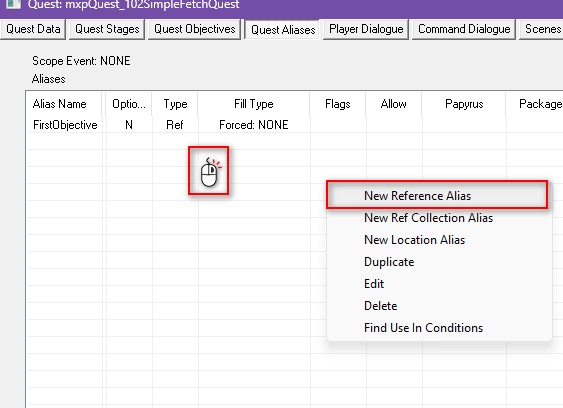 Quest: mxpQuest_102SimpleFetchQuest
Quest Data Quest Stages Quest Objectives Quest Aliases Player Dialogue Command Dialogue Scenes
Scope Event: NONE
Aliases
Alias Name Optio... Type Fill Type Flags Allow Papyrus Package
FirstObjective N Ref Forced: NONE
New Reference Alias
New Ref Collection Alias
New Location Alias
Duplicate
Edit
Delete
Find Use In Conditions